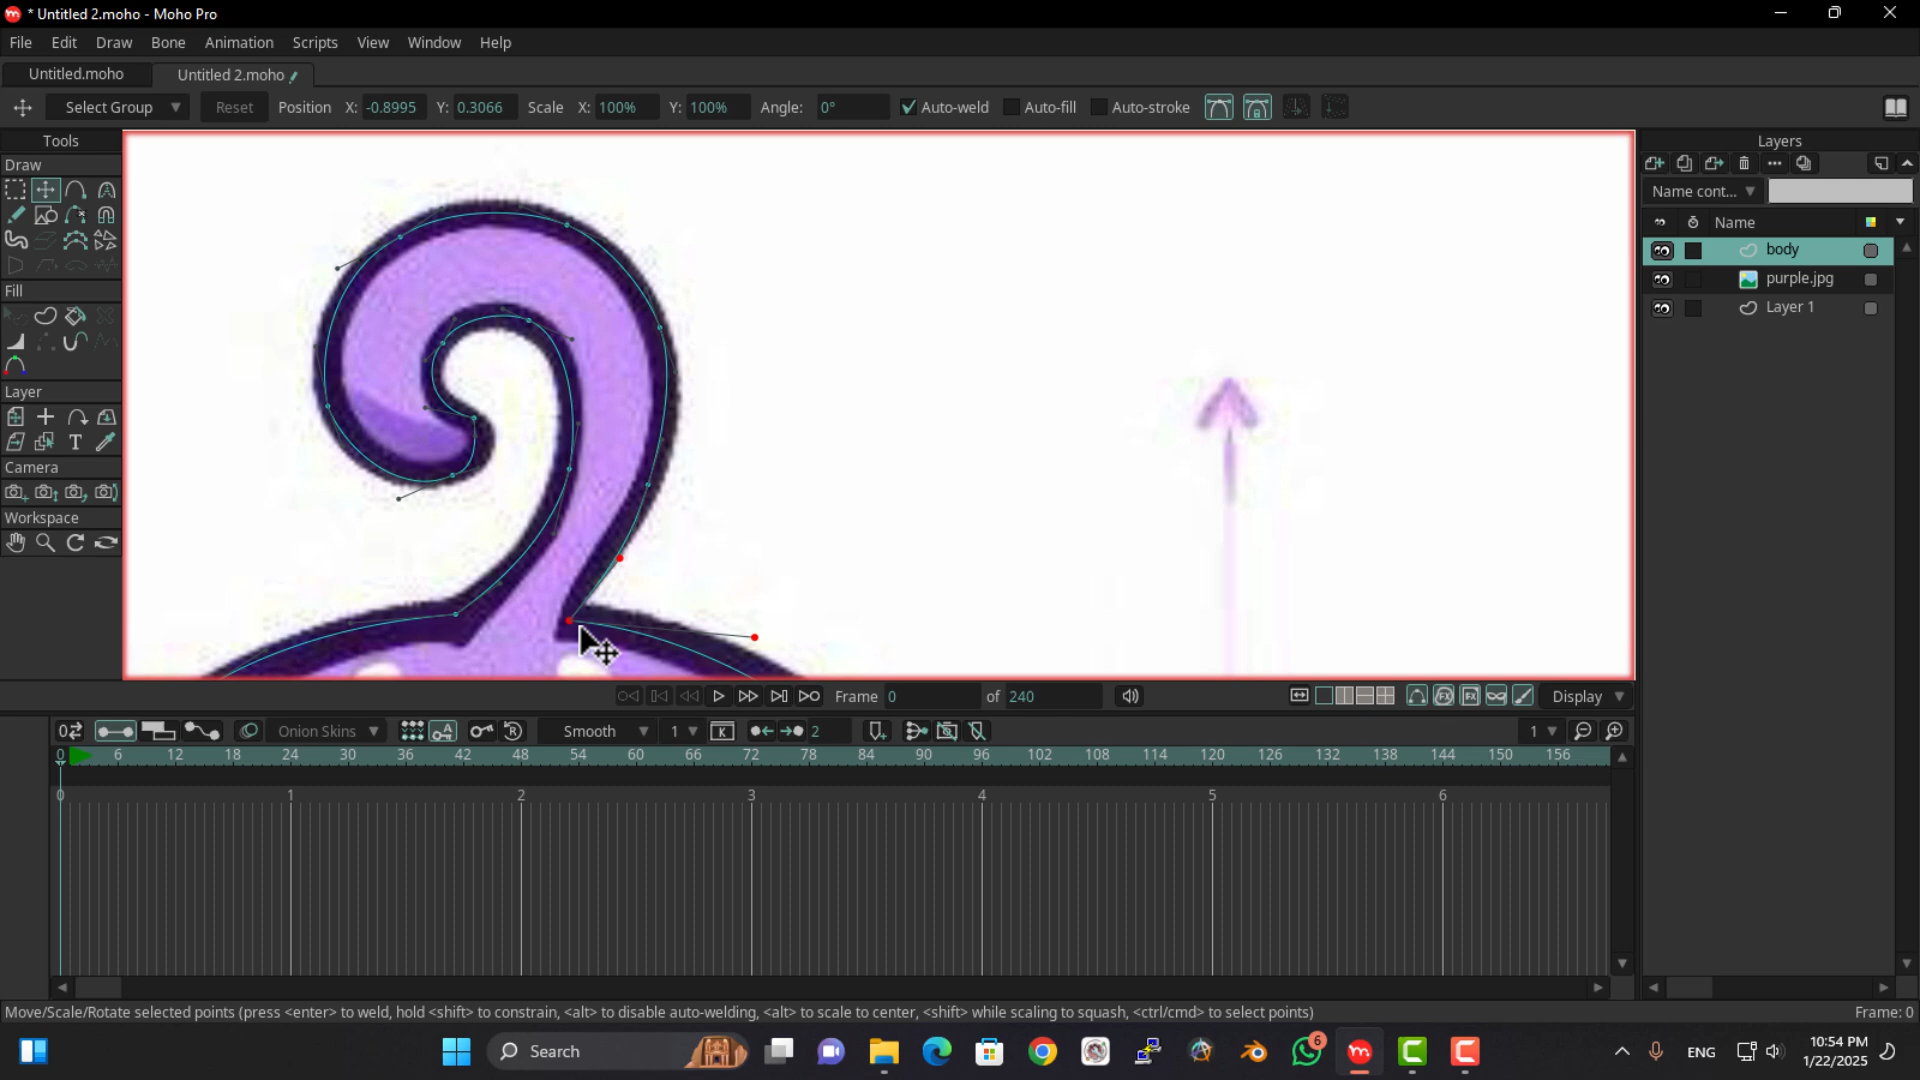 * Untitled 2.moho - Moho Pro
File Edit Draw Bone Animation Scripts View Window Help
Untitled.moho Untitled 2.moho
Select Group Reset Position X: -0.8995 Y: 0.3066 Scale X: 100% Y: 100% Angle: 0° Auto-weld Auto-fill Auto-stroke
Tools
Draw
Fill
Layer
Camera
Workspace
Layers
Name cont...
Name
body
purple.jpg
Layer 1
Frame 0 of 240 Display
Onion Skins Smooth 1 2 1
0 6 12 18 24 30 36 42 48 54 60 66 72 78 84 90 96 102 108 114 120 126 132 138 144 150 156
0 1 2 3 4 5 6
Move/Scale/Rotate selected points (press <enter> to weld, hold <shift> to constrain, <alt> to disable auto-welding, <alt> to scale to center, <shift> while scaling to squash, <ctrl/cmd> to select points) Frame: 0
Search 6 ENG 10:54 PM
1/22/2025